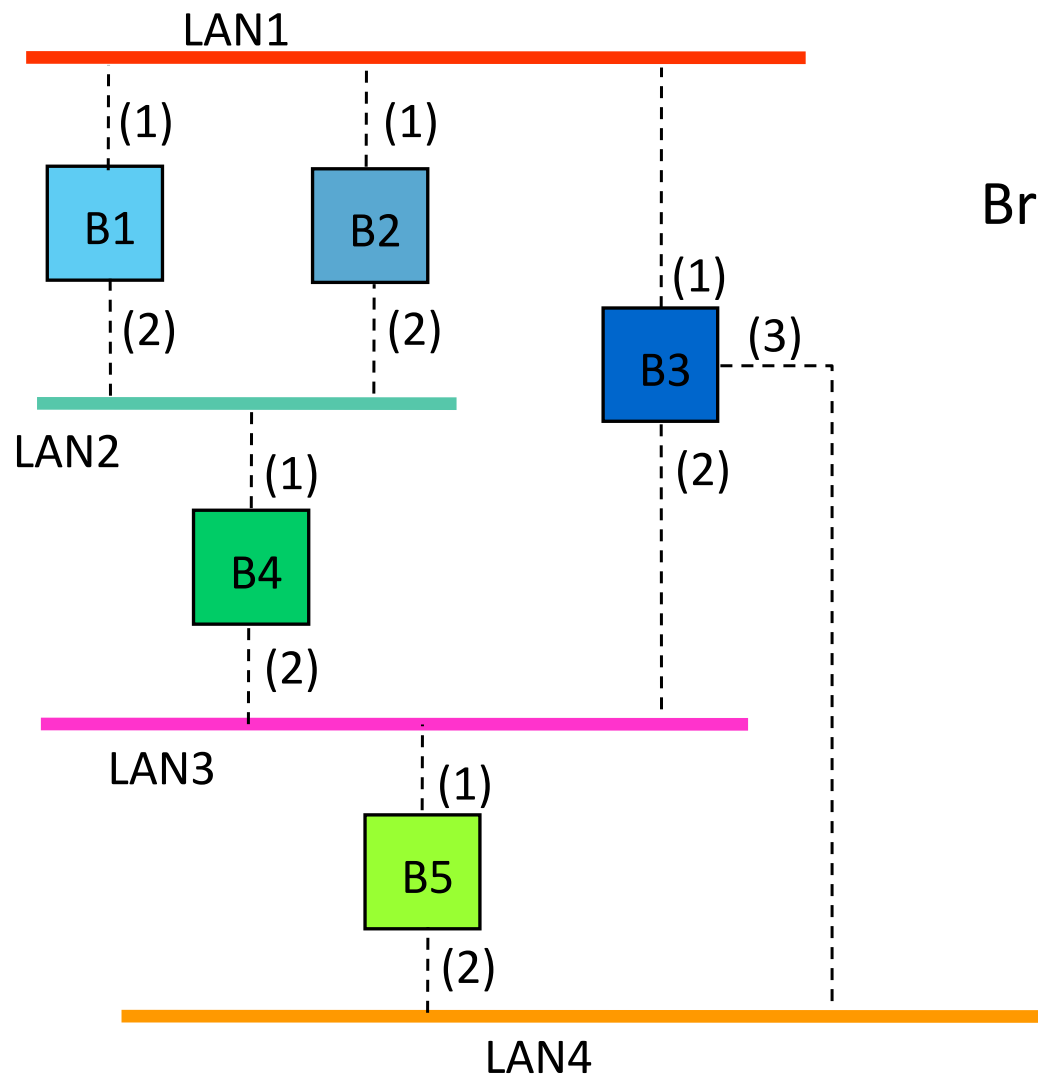 LAN1
(1)
(1)
B1
B2
Br
(1)
(2)
(2)
(3)
B3
LAN2
(1)
(2)
B4
(2)
LAN3
(1)
B5
(2)
LAN4